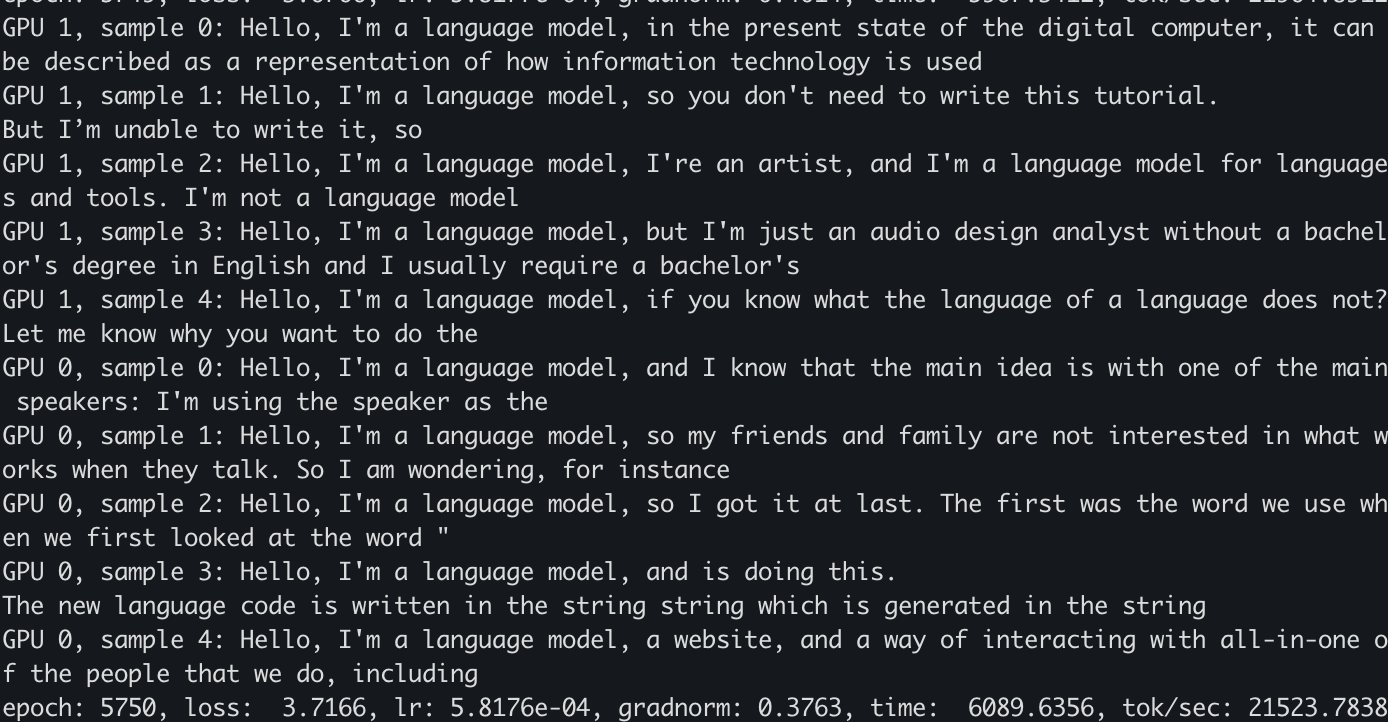 GPU 1, sample 0: Hello, I'm a language model, in the present state of the digital computer, it can
be described as a representation of how information technology is used
GPU 1, sample 1: Hello, I'm a language model, so you don't need to write this tutorial.
But I’m unable to write it, so
GPU 1, sample 2: Hello, I'm a language model, I're an artist, and I'm a language model for language
s and tools. I'm not a language model
GPU 1, sample 3: Hello, I'm a language model, but I'm just an audio design analyst without a bachel
or's degree in English and I usually require a bachelor's
GPU 1, sample 4: Hello, I'm a language model, if you know what the language of a language does not?
Let me know why you want to do the
GPU 0, sample 0: Hello, I'm a language model, and I know that the main idea is with one of the main
 speakers: I'm using the speaker as the
GPU 0, sample 1: Hello, I'm a language model, so my friends and family are not interested in what w
orks when they talk. So I am wondering, for instance
GPU 0, sample 2: Hello, I'm a language model, so I got it at last. The first was the word we use wh
en we first looked at the word "
GPU 0, sample 3: Hello, I'm a language model, and is doing this.
The new language code is written in the string string which is generated in the string
GPU 0, sample 4: Hello, I'm a language model, a website, and a way of interacting with all-in-one o
f the people that we do, including
epoch: 5750, loss:  3.7166, lr: 5.8176e-04, gradnorm: 0.3763, time:  6089.6356, tok/sec: 21523.7838